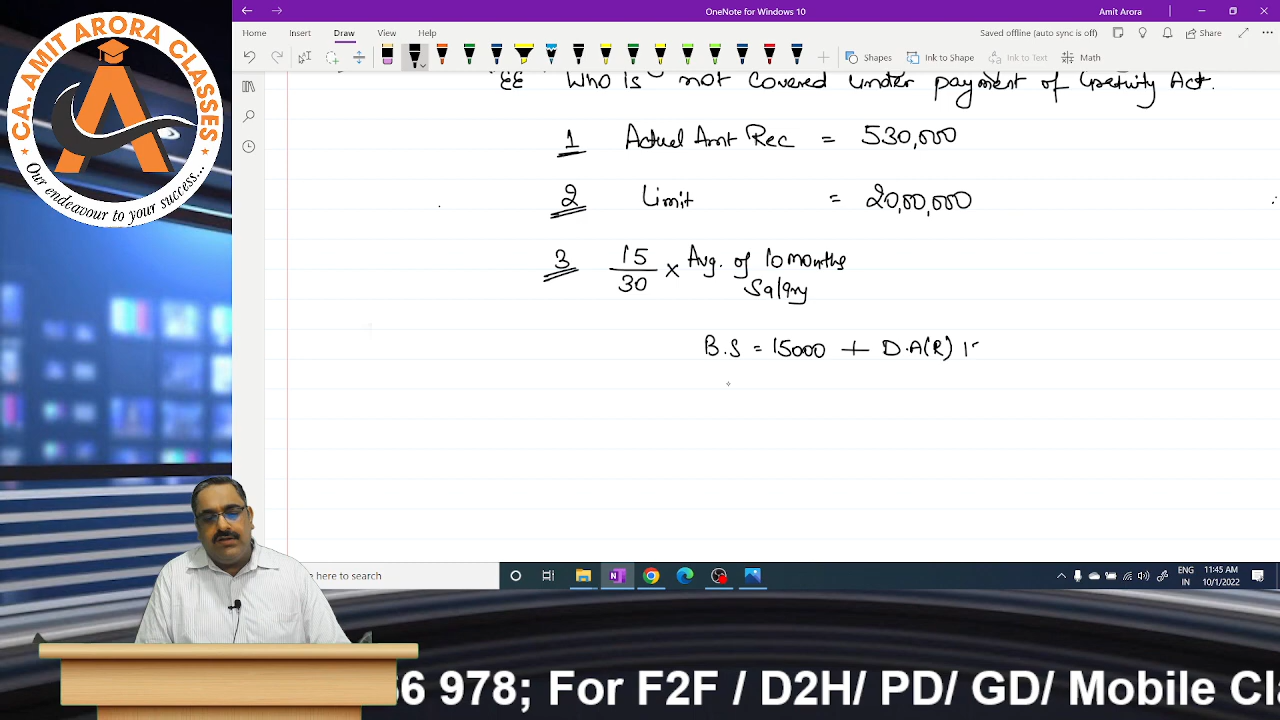 CA. AMIT ARORA CLASSES
A
Our endeavour to your success...
OneNote for Windows 10
Amit Arora
Home Insert Draw View Help
Saved offline (auto sync is off)
Share
Shapes
Ink to Shape
Ink to Text
Math
EE Who is not Covered under payment of Gratuity Act.
1 Actual Amt Rec = 530,000
2 Limit = 20,00,000
3 15/30 × Avg. of 10 months
Salary
B.S = 15000 + D.A(R) 1
here to search
ENG
IN
11:45 AM
10/1/2022
66 978; For F2F / D2H/ PD/ GD/ Mobile Cl